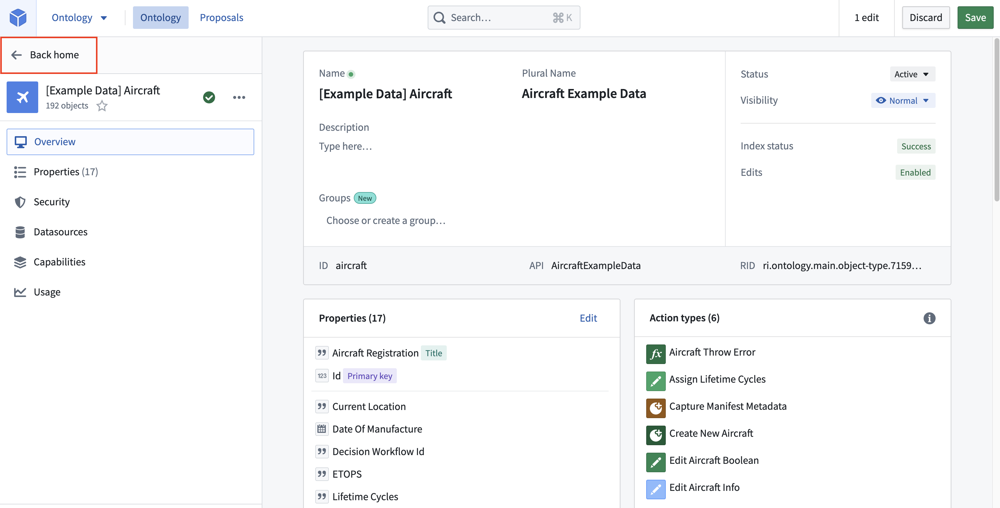 Ontology
Ontology
Proposals
Search…
⌘ K
1 edit
Discard
Save
Back home
[Example Data] Aircraft
192 objects
Overview
Properties (17)
Security
Datasources
Capabilities
Usage
Name
[Example Data] Aircraft
Plural Name
Aircraft Example Data
Description
Type here…
Groups New
Choose or create a group…
Status Active
Visibility Normal
Index status Success
Edits Enabled
ID aircraft
API AircraftExampleData
RID ri.ontology.main.object-type.7159…
Properties (17) Edit
Aircraft Registration Title
123 Id Primary key
Current Location
Date Of Manufacture
Decision Workflow Id
ETOPS
Lifetime Cycles
Action types (6)
fx Aircraft Throw Error
Assign Lifetime Cycles
Capture Manifest Metadata
Create New Aircraft
Edit Aircraft Boolean
Edit Aircraft Info